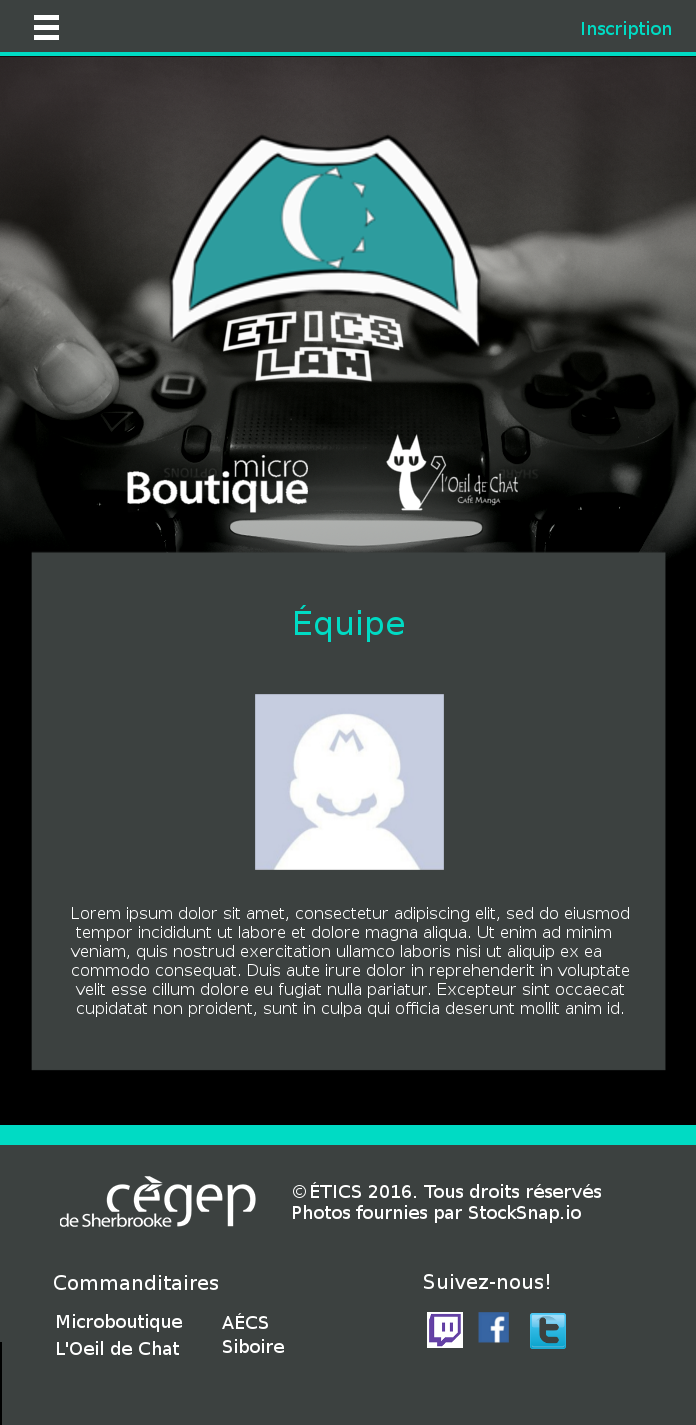 Inscription
ETICS
LAN
micro
Boutique
l'Oeil de Chat
Café Manga
OPTIONS
SHARE
Équipe
Lorem ipsum dolor sit amet, consectetur adipiscing elit, sed do eiusmod
tempor incididunt ut labore et dolore magna aliqua. Ut enim ad minim
veniam, quis nostrud exercitation ullamco laboris nisi ut aliquip ex ea
commodo consequat. Duis aute irure dolor in reprehenderit in voluptate
velit esse cillum dolore eu fugiat nulla pariatur. Excepteur sint occaecat
cupidatat non proident, sunt in culpa qui officia deserunt mollit anim id.
cégep
de Sherbrooke
©ÉTICS 2016. Tous droits réservés
Photos fournies par StockSnap.io
Commanditaires
Suivez-nous!
Microboutique
AÉCS
L'Oeil de Chat
Siboire